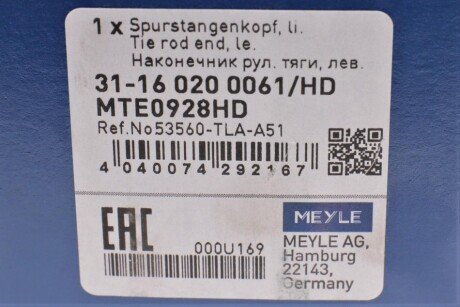 1 x Spurstangenkopf, li.
Tie rod end, le.
Наконечник рул. тяги, лев.
31-16 020 0061/HD
MTE0928HD
Ref.No53560-TLA-A51
4 040074 292167
EAC
000U169
MEYLE
MEYLE AG,
Hamburg
22143,
Germany